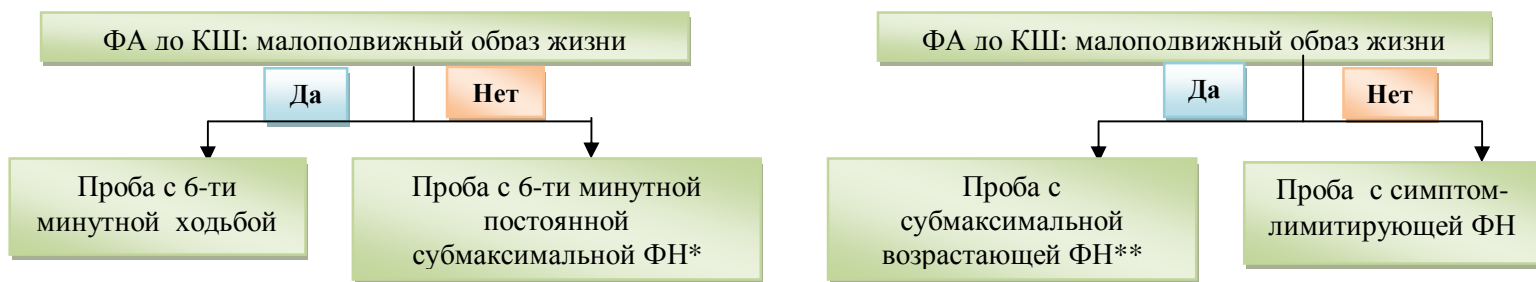 ФА до КШ: малоподвижный образ жизни
Да
Нет
Проба с 6-ти
минутной ходьбой
Проба с 6-ти минутной
постоянной
субмаксимальной ФН*
ФА до КШ: малоподвижный образ жизни
Да
Нет
Проба с
субмаксимальной
возрастающей ФН**
Проба с симптом-
лимитирующей ФН